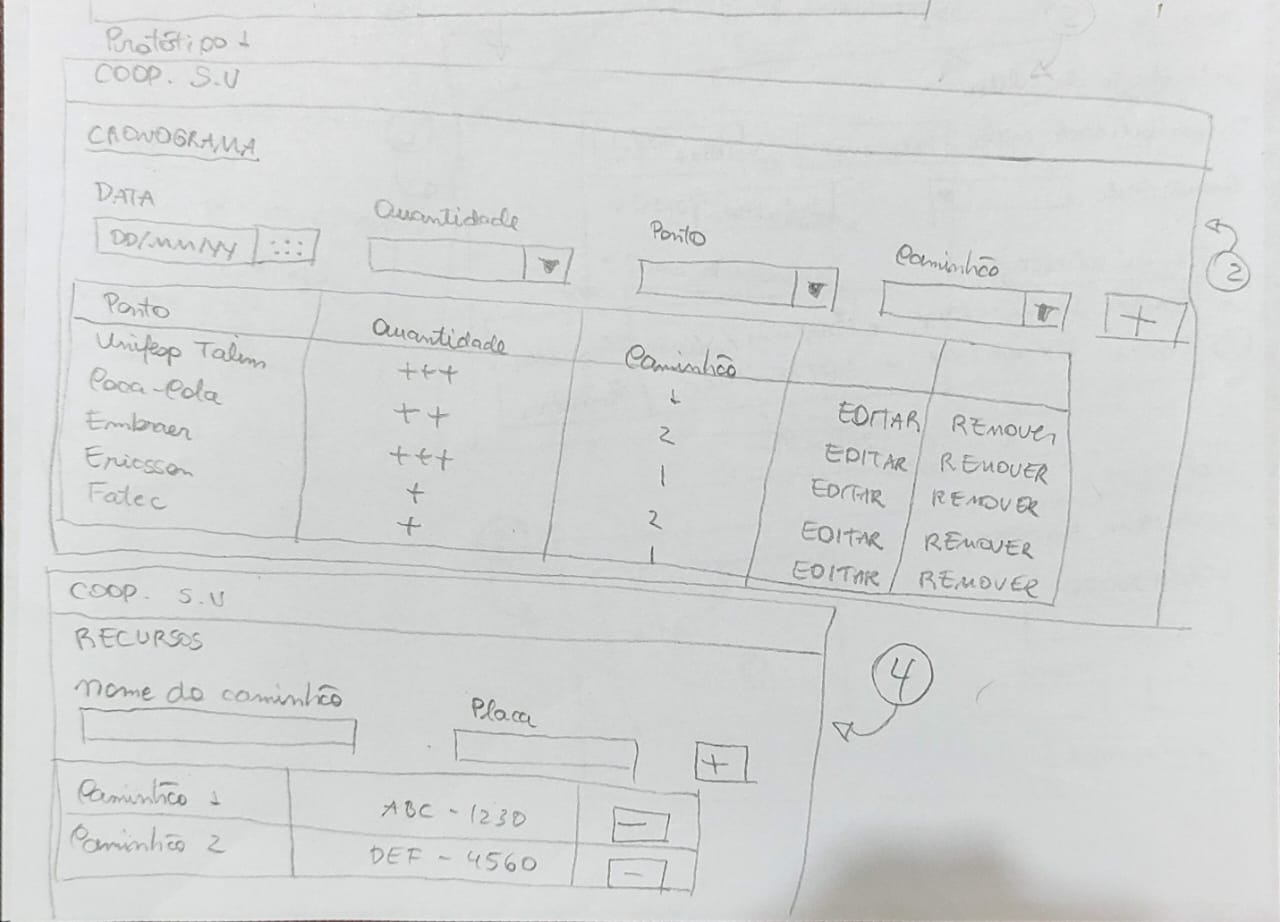 Protótipo 1
COOP. S.U
CRONOGRAMA
DATA Quantidade Ponto Caminhão
DD/MM/YY +
2
Ponto Quantidade Caminhão
Unifesp Talim +++ 1 EDITAR REMOVER
Coca-Cola ++ 2 EDITAR REMOVER
Embraer +++ 1 EDITAR REMOVER
Ericsson + 2 EDITAR REMOVER
Fatec + 1 EDITAR REMOVER
COOP. S.U
RECURSOS
4
nome do caminhão Placa
+
Caminhão 1 ABC - 1230 -
Caminhão 2 DEF - 4560 -